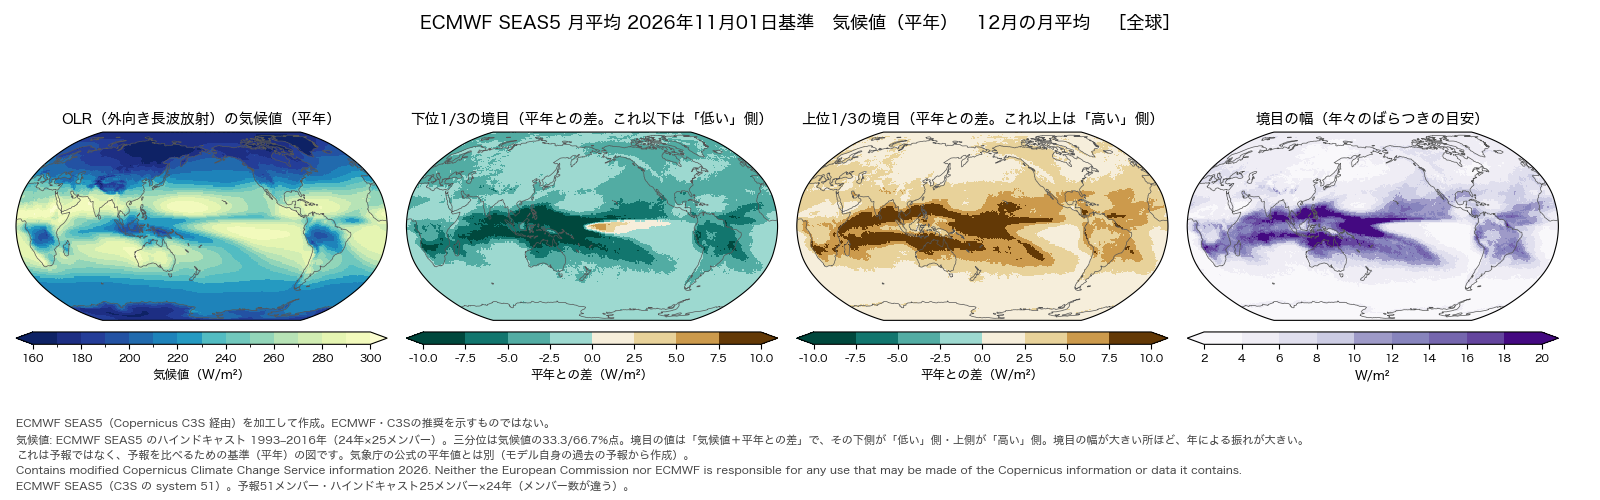 ECMWF SEAS5 月平均 2026年11月01日基準　気候値（平年）　12月の月平均　［全球］
OLR（外向き長波放射）の気候値（平年）
下位1/3の境目（平年との差。これ以下は「低い」側）
上位1/3の境目（平年との差。これ以上は「高い」側）
境目の幅（年々のばらつきの目安）
160 180 200 220 240 260 280 300
気候値（W/m²）
-10.0 -7.5 -5.0 -2.5 0.0 2.5 5.0 7.5 10.0
平年との差（W/m²）
-10.0 -7.5 -5.0 -2.5 0.0 2.5 5.0 7.5 10.0
平年との差（W/m²）
2 4 6 8 10 12 14 16 18 20
W/m²
ECMWF SEAS5（Copernicus C3S 経由）を加工して作成。ECMWF・C3Sの推奨を示すものではない。
気候値: ECMWF SEAS5 のハインドキャスト 1993–2016年（24年×25メンバー）。三分位は気候値の33.3/66.7%点。境目の値は「気候値＋平年との差」で、その下側が「低い」側・上側が「高い」側。境目の幅が大きい所ほど、年による振れが大きい。
これは予報ではなく、予報を比べるための基準（平年）の図です。気象庁の公式の平年値とは別（モデル自身の過去の予報から作成）。
Contains modified Copernicus Climate Change Service information 2026. Neither the European Commission nor ECMWF is responsible for any use that may be made of the Copernicus information or data it contains.
ECMWF SEAS5（C3S の system 51）。予報51メンバー・ハインドキャスト25メンバー×24年（メンバー数が違う）。